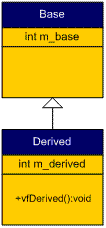 Base
int m_base
Derived
int m_derived
+vfDerived():void